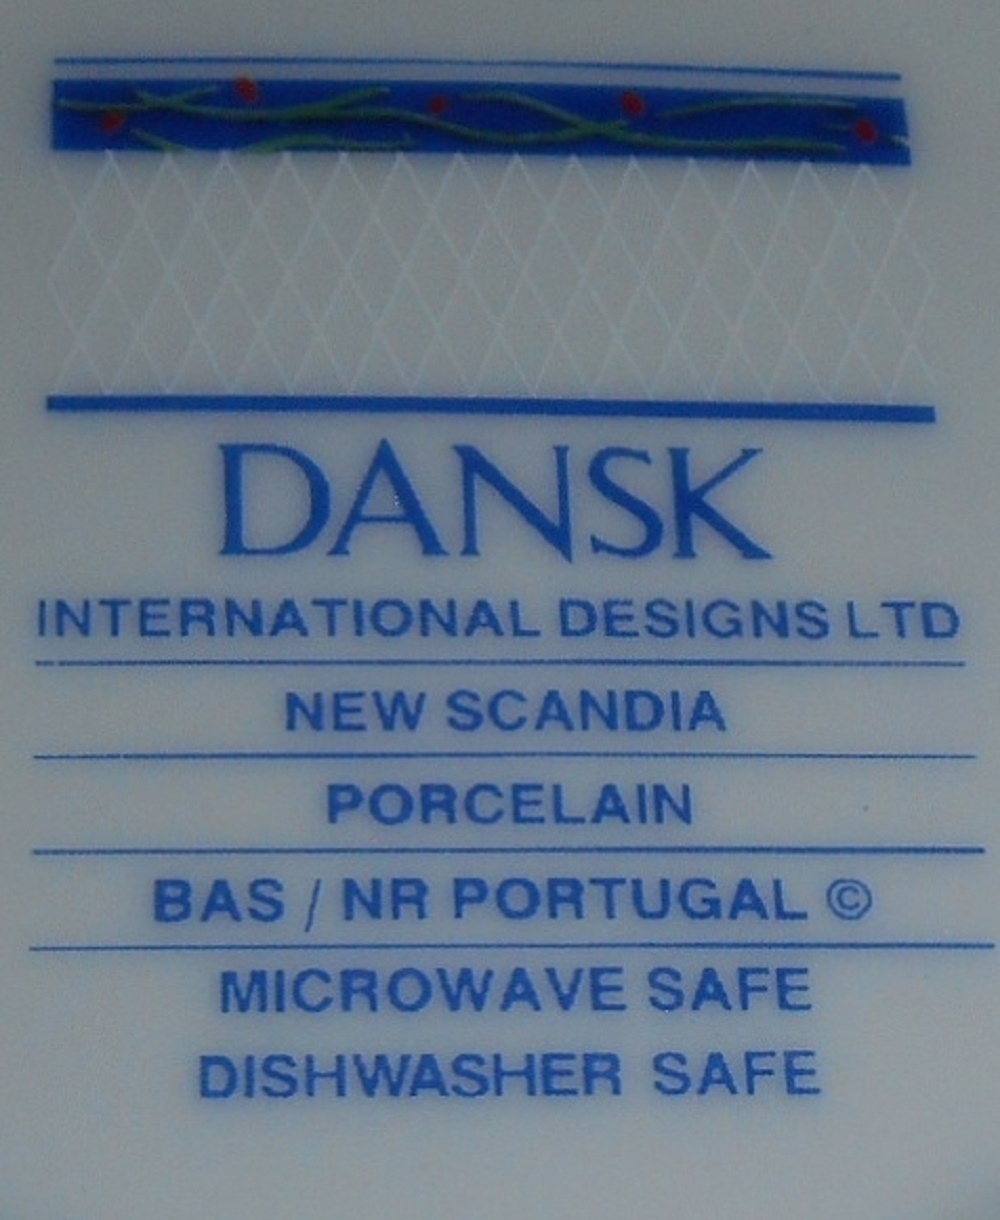 DANSK
INTERNATIONAL DESIGNS LTD
NEW SCANDIA
PORCELAIN
BAS / NR PORTUGAL ©
MICROWAVE SAFE
DISHWASHER SAFE